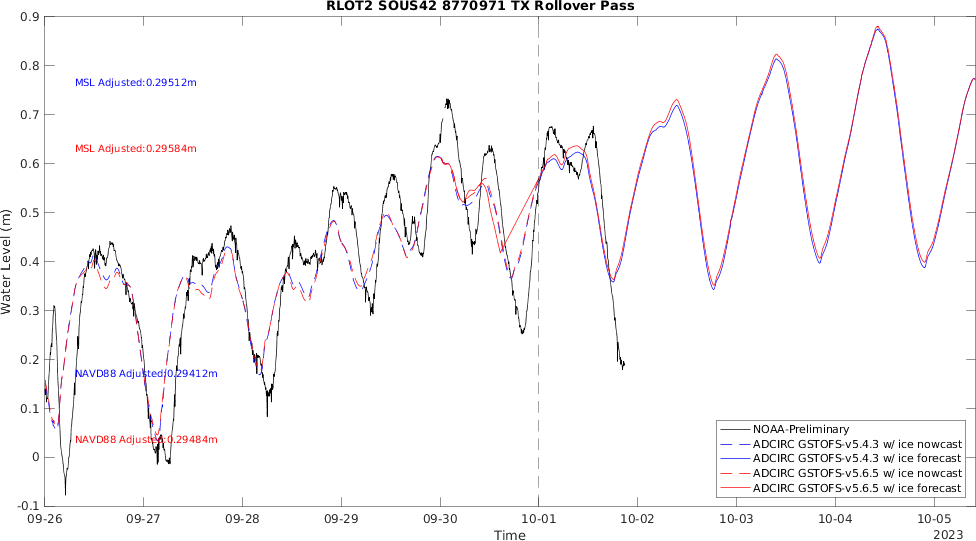 RLOT2 SOUS42 8770971 TX Rollover Pass
0.9
0.8
0.7
0.6
0.5
0.4
0.3
0.2
0.1
0
-0.1
Water Level (m)
MSL Adjusted:0.29512m
MSL Adjusted:0.29584m
NAVD88 Adjusted:0.29412m
NAVD88 Adjusted:0.29484m
NOAA-Preliminary
ADCIRC GSTOFS-v5.4.3 w/ ice nowcast
ADCIRC GSTOFS-v5.4.3 w/ ice forecast
ADCIRC GSTOFS-v5.6.5 w/ ice nowcast
ADCIRC GSTOFS-v5.6.5 w/ ice forecast
09-26 09-27 09-28 09-29 09-30 10-01 10-02 10-03 10-04 10-05
Time
2023